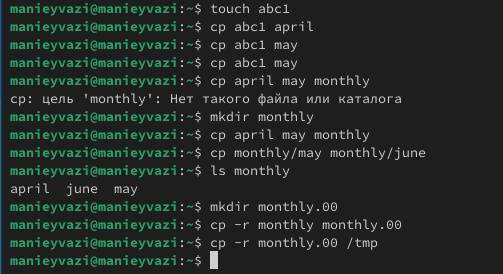 manieyvazi@manieyvazi:~$ touch abc1
manieyvazi@manieyvazi:~$ cp abc1 april
manieyvazi@manieyvazi:~$ cp abc1 may
manieyvazi@manieyvazi:~$ cp abc1 may
manieyvazi@manieyvazi:~$ cp april may monthly
cp: цель 'monthly': Нет такого файла или каталога
manieyvazi@manieyvazi:~$ mkdir monthly
manieyvazi@manieyvazi:~$ cp april may monthly
manieyvazi@manieyvazi:~$ cp monthly/may monthly/june
manieyvazi@manieyvazi:~$ ls monthly
april  june  may
manieyvazi@manieyvazi:~$ mkdir monthly.00
manieyvazi@manieyvazi:~$ cp -r monthly monthly.00
manieyvazi@manieyvazi:~$ cp -r monthly.00 /tmp
manieyvazi@manieyvazi:~$